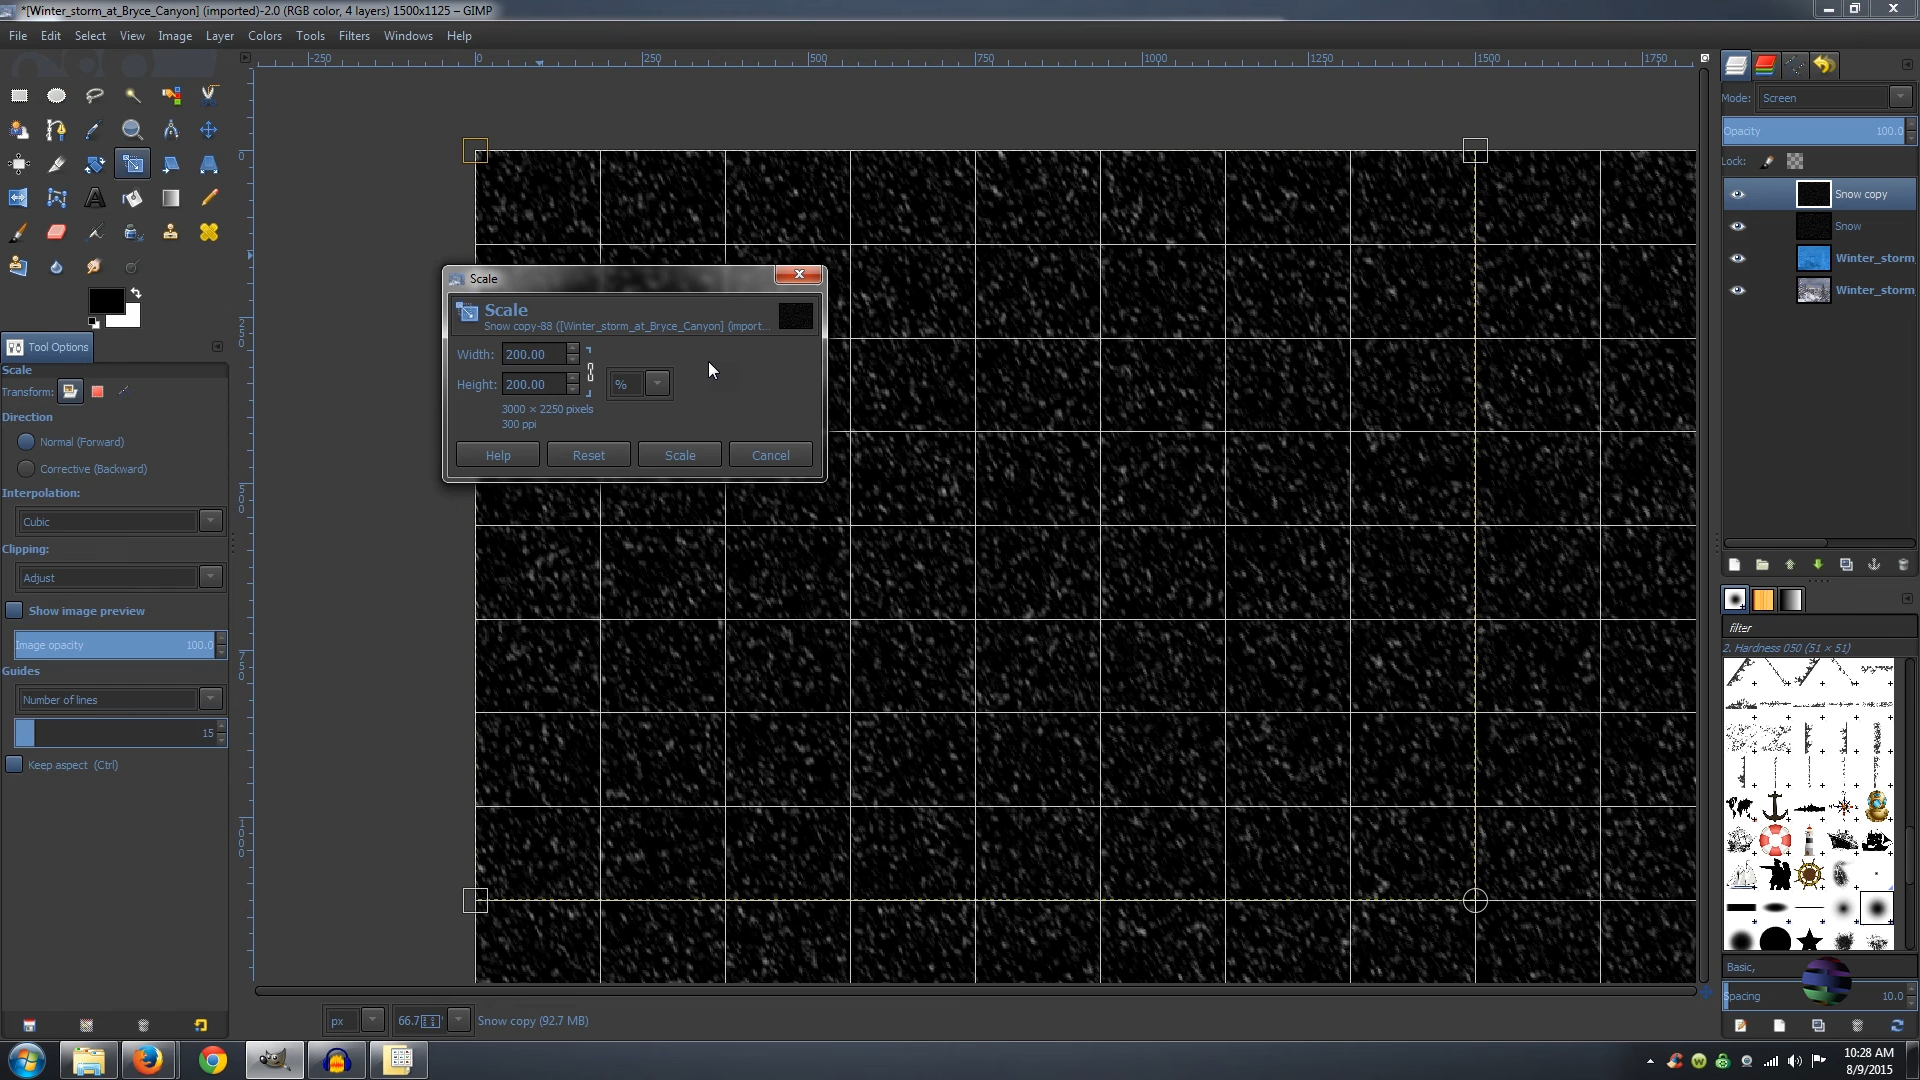 *[Winter_storm_at_Bryce_Canyon] (imported)-2.0 (RGB color, 4 layers) 1500x1125 – GIMP
File Edit Select View Image Layer Colors Tools Filters Windows Help
-250 0 250 500 750 1000 1250 1500 1750
0
250
500
750
1000
Tool Options
Scale
Transform:
Direction
Normal (Forward)
Corrective (Backward)
Interpolation:
Cubic
Clipping:
Adjust
Show image preview
Image opacity 100.0
Guides
Number of lines
15
Keep aspect (Ctrl)
Scale
Scale
Snow copy-88 ([Winter_storm_at_Bryce_Canyon] (import...
Width: 200.00
Height: 200.00 %
3000 × 2250 pixels
300 ppi
Help Reset Scale Cancel
Mode: Screen
Opacity 100.0
Lock:
Snow copy
Snow
Winter_storm
Winter_storm
filter
2. Hardness 050 (51 × 51)
Basic,
Spacing 10.0
px 66.7 Snow copy (92.7 MB)
10:28 AM
8/9/2015